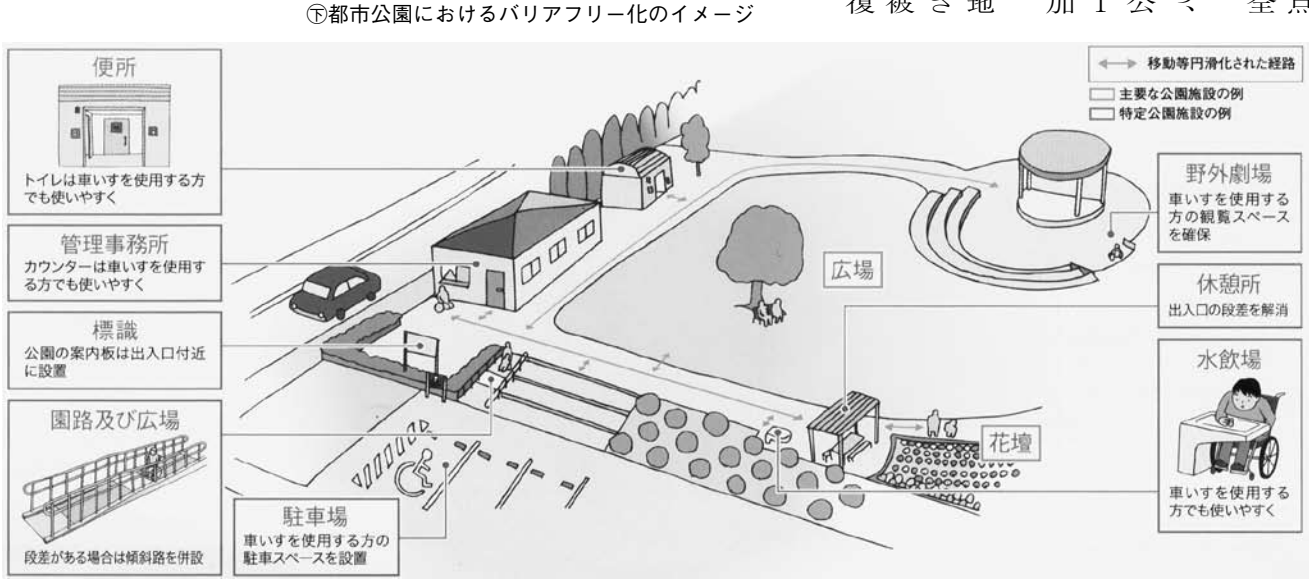 ㊦都市公園におけるバリアフリー化のイメージ
移動等円滑化された経路
主要な公園施設の例
特定公園施設の例
便所
トイレは車いすを使用する方
でも使いやすく
管理事務所
カウンターは車いすを使用す
る方でも使いやすく
標識
公園の案内板は出入口付近
に設置
園路及び広場
段差がある場合は傾斜路を併設
駐車場
車いすを使用する方の
駐車スペースを設置
広場
花壇
野外劇場
車いすを使用する
方の観覧スペース
を確保
休憩所
出入口の段差を解消
水飲場
車いすを使用する
方でも使いやすく